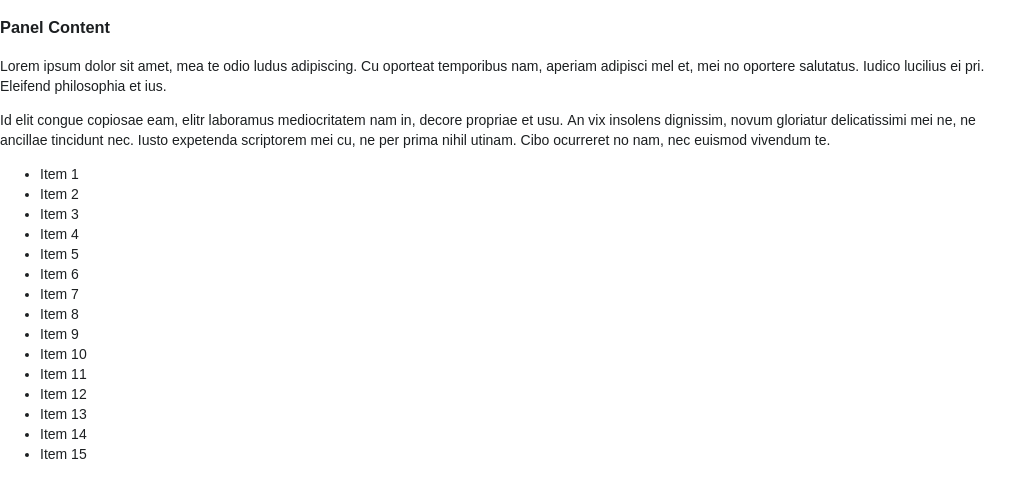 Panel Content
Lorem ipsum dolor sit amet, mea te odio ludus adipiscing. Cu oporteat temporibus nam, aperiam adipisci mel et, mei no oportere salutatus. Iudico lucilius ei pri.
Eleifend philosophia et ius.
Id elit congue copiosae eam, elitr laboramus mediocritatem nam in, decore propriae et usu. An vix insolens dignissim, novum gloriatur delicatissimi mei ne, ne
ancillae tincidunt nec. Iusto expetenda scriptorem mei cu, ne per prima nihil utinam. Cibo ocurreret no nam, nec euismod vivendum te.
• Item 1
• Item 2
• Item 3
• Item 4
• Item 5
• Item 6
• Item 7
• Item 8
• Item 9
• Item 10
• Item 11
• Item 12
• Item 13
• Item 14
• Item 15